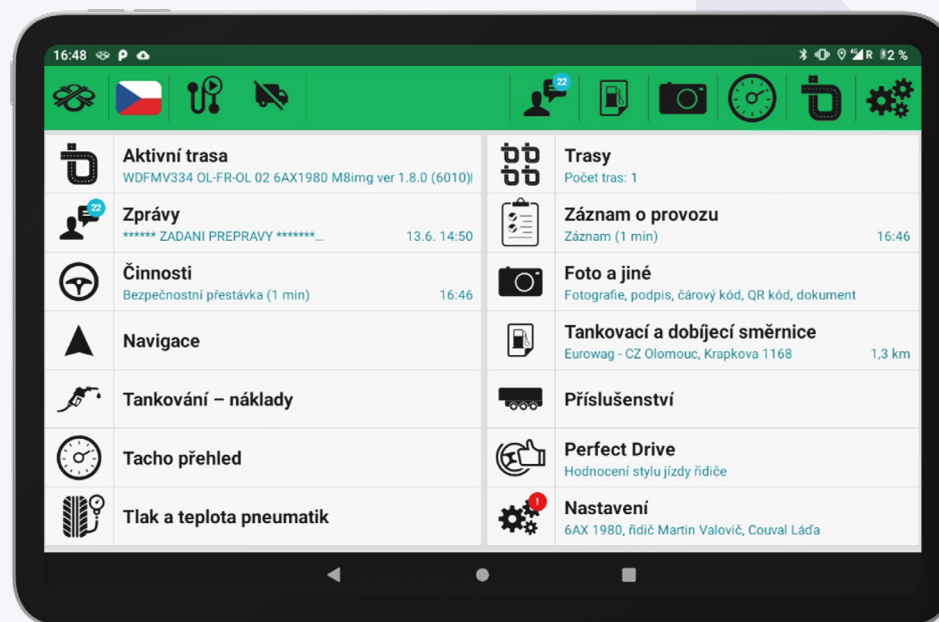 16:48
4G R 2 %
22
Aktivní trasa
WDFMV334 OL-FR-OL 02 6AX1980 M8img ver 1.8.0 (6010)
Trasy
Počet tras: 1
22
Zprávy
****** ZADANI PREPRAVY *******... 13.6. 14:50
Záznam o provozu
Záznam (1 min) 16:46
Činnosti
Bezpečnostní přestávka (1 min) 16:46
Foto a jiné
Fotografie, podpis, čárový kód, QR kód, dokument
Navigace
Tankovací a dobíjecí směrnice
Eurowag - CZ Olomouc, Krapkova 1168 1,3 km
Tankování – náklady
Příslušenství
Tacho přehled
Perfect Drive
Hodnocení stylu jízdy řidiče
Tlak a teplota pneumatik
Nastavení
6AX 1980, řidič Martin Valovič, Couval Láďa